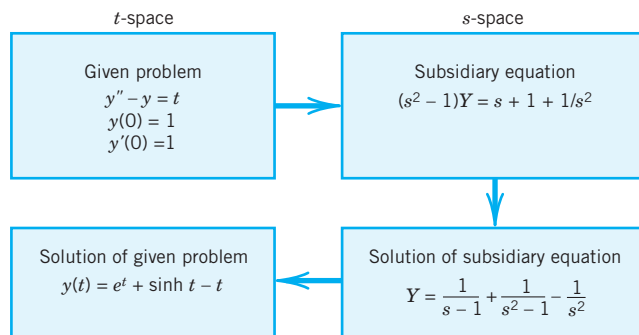 t-space
s-space
Given problem
y" – y = t
y(0) = 1
y'(0) =1
Subsidiary equation
(s² – 1)Y = s + 1 + 1/s²
Solution of given problem
y(t) = eᵗ + sinh t – t
Solution of subsidiary equation
Y = 1/(s – 1) + 1/(s² – 1) – 1/s²